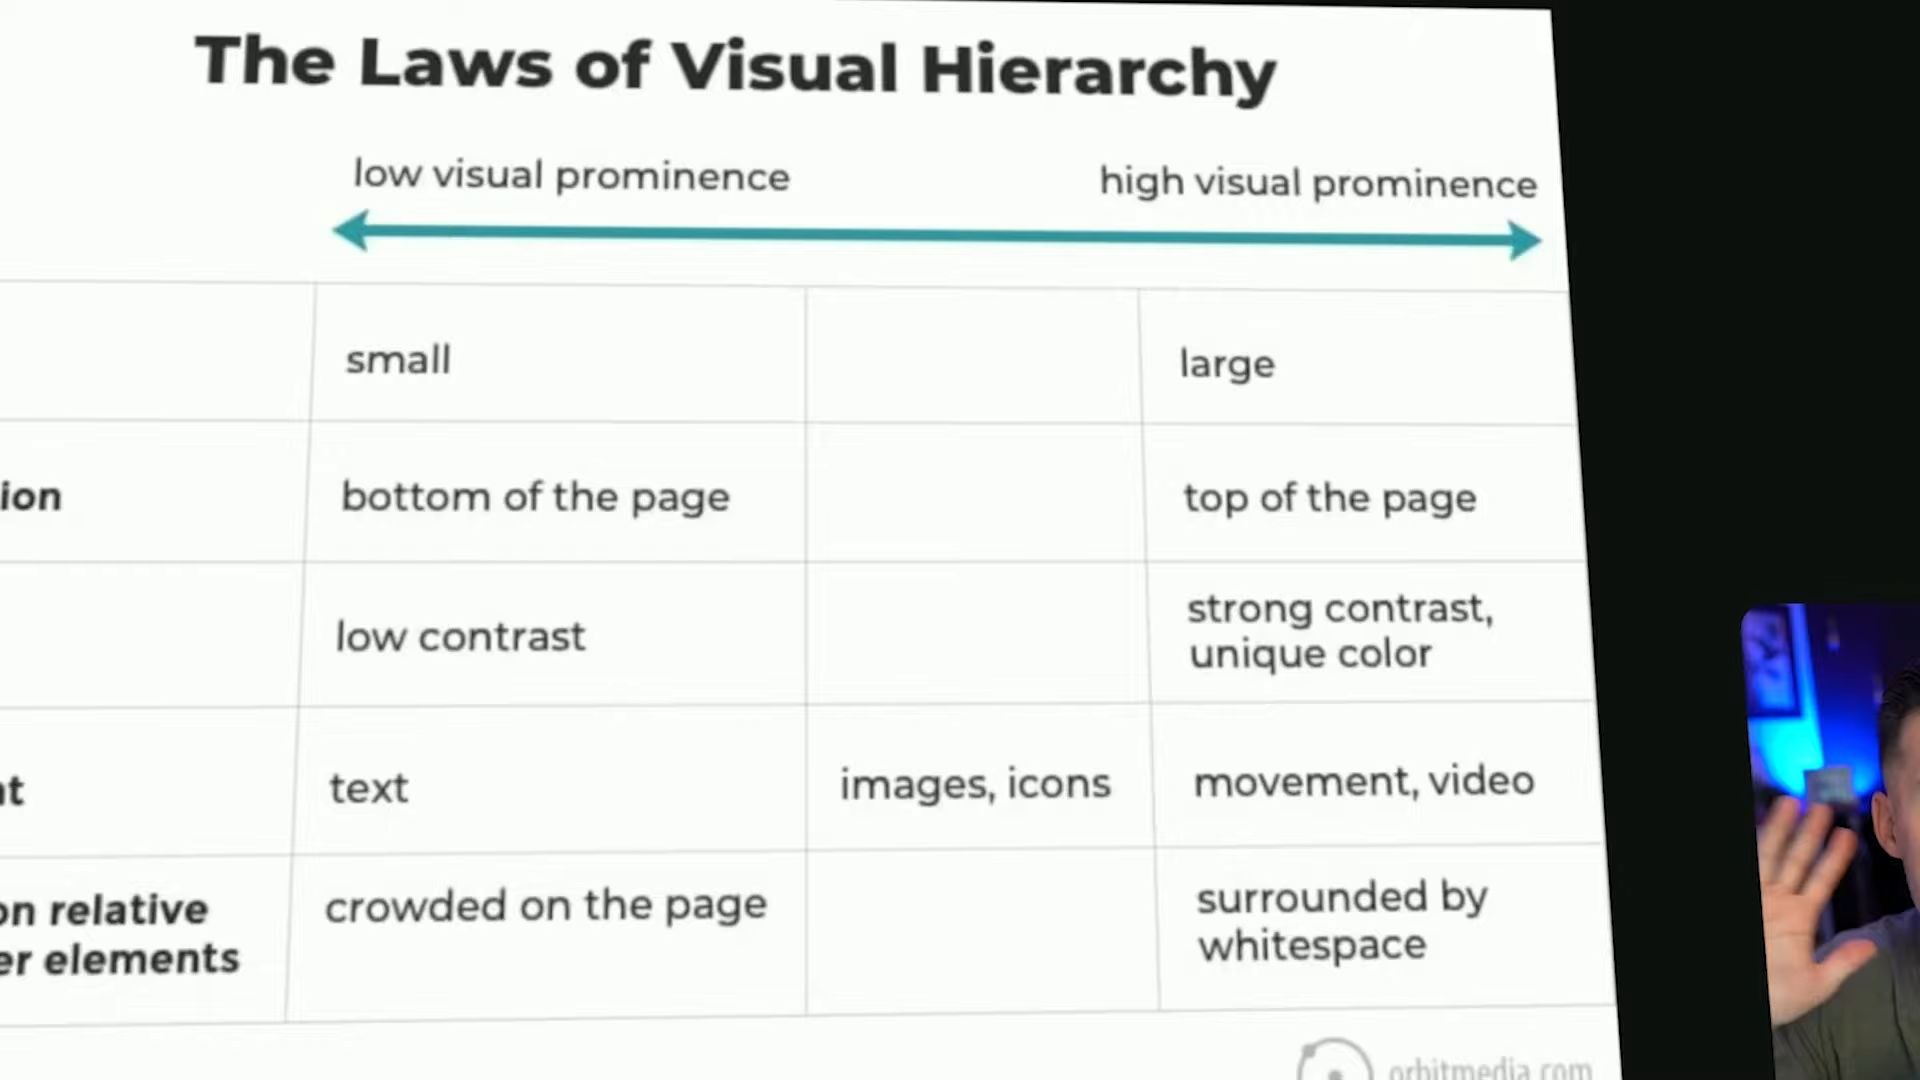 The Laws of Visual Hierarchy
low visual prominence high visual prominence
small large
ion bottom of the page top of the page
low contrast strong contrast,
unique color
text images, icons movement, video
on relative crowded on the page surrounded by
er elements whitespace
orbitmedia.com